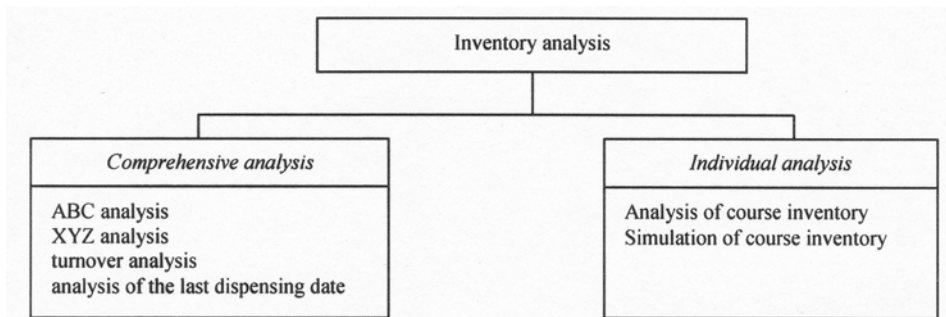 Inventory analysis
Comprehensive analysis
ABC analysis
XYZ analysis
turnover analysis
analysis of the last dispensing date
Individual analysis
Analysis of course inventory
Simulation of course inventory